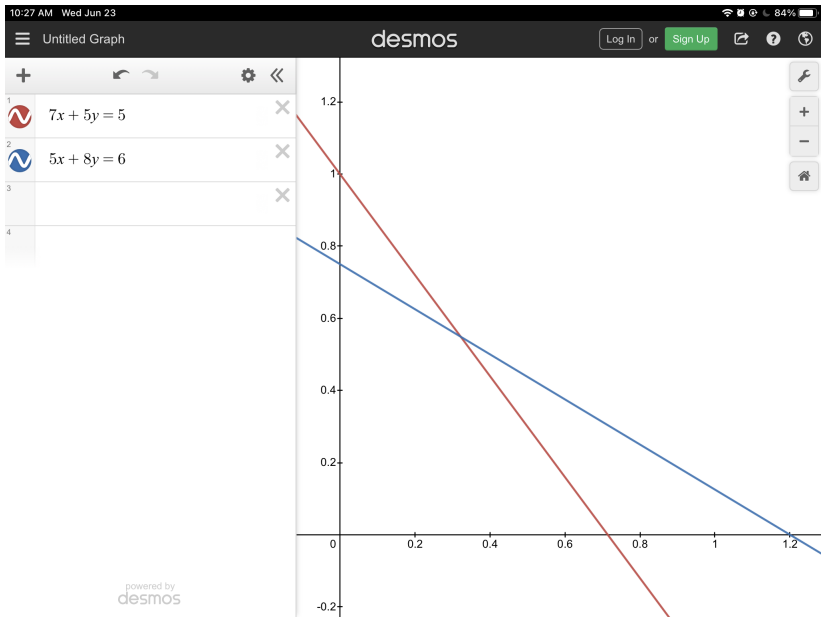 10:27 AM Wed Jun 23 84%
Untitled Graph desmos Log In or Sign Up
1
7x + 5y = 5
2
5x + 8y = 6
3
4
powered by
desmos
1.2
1
0.8
0.6
0.4
0.2
0 0.2 0.4 0.6 0.8 1 1.2
-0.2